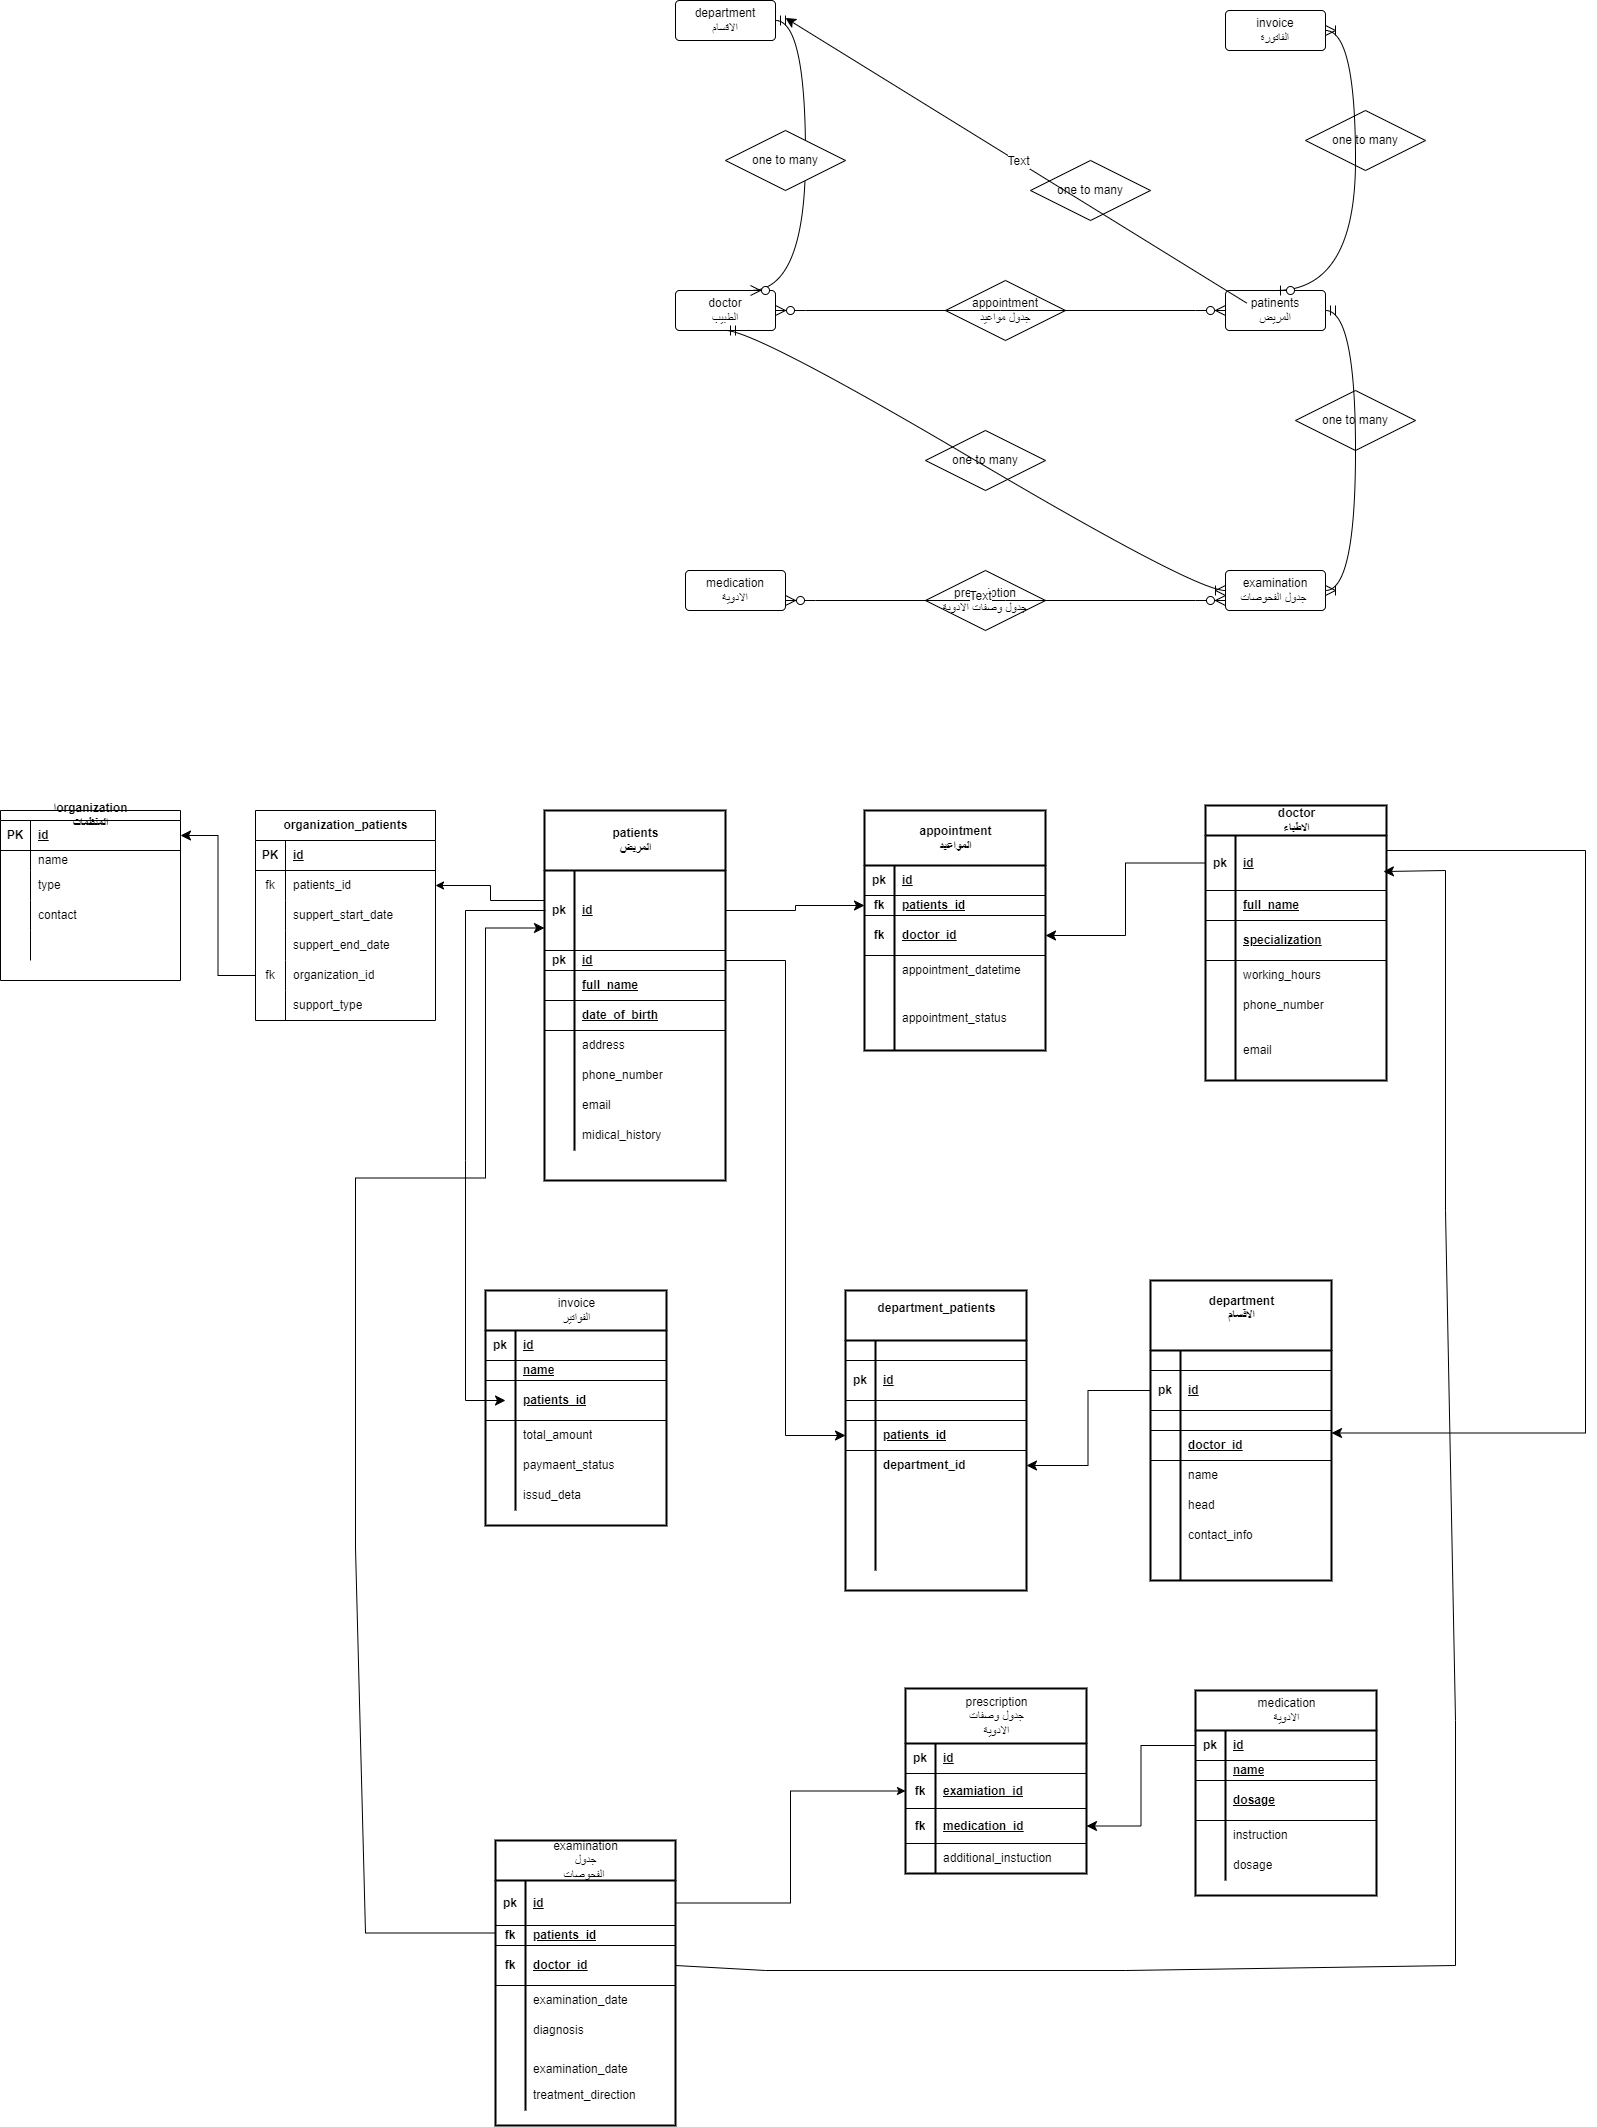 department
الاقسام
invoice
الفاتورة
one to many
one to many
Text
one to many
doctor
الطبيب
appointment
جدول مواعيد
patinents
المريض
one to many
one to many
medication
الادوية
Text
جدول وصفات الادوية
examination
جدول الفحوصات
\organization
المنظمات
PK id
name
type
contact
organization_patients
PK id
fk patients_id
suppert_start_date
suppert_end_date
fk organization_id
support_type
patients
المريض
pk id
pk id
full_name
date_of_birth
address
phone_number
email
midical_history
appointment
المواعيد
pk id
fk patients_id
fk doctor_id
appointment_datetime
appointment_status
doctor
الاطباء
pk id
full_name
specialization
working_hours
phone_number
email
invoice
الفواتير
pk id
name
patients_id
total_amount
paymaent_status
issud_deta
department_patients
pk id
patients_id
department_id
department
الاقسام
pk id
doctor_id
name
head
contact_info
prescription
جدول وصفات
الادوية
pk id
fk examiation_id
fk medication_id
additional_instuction
medication
الادوية
pk id
name
dosage
instruction
dosage
examination
جدول
الفحوصات
pk id
fk patients_id
fk doctor_id
examination_date
diagnosis
examination_date
treatment_direction